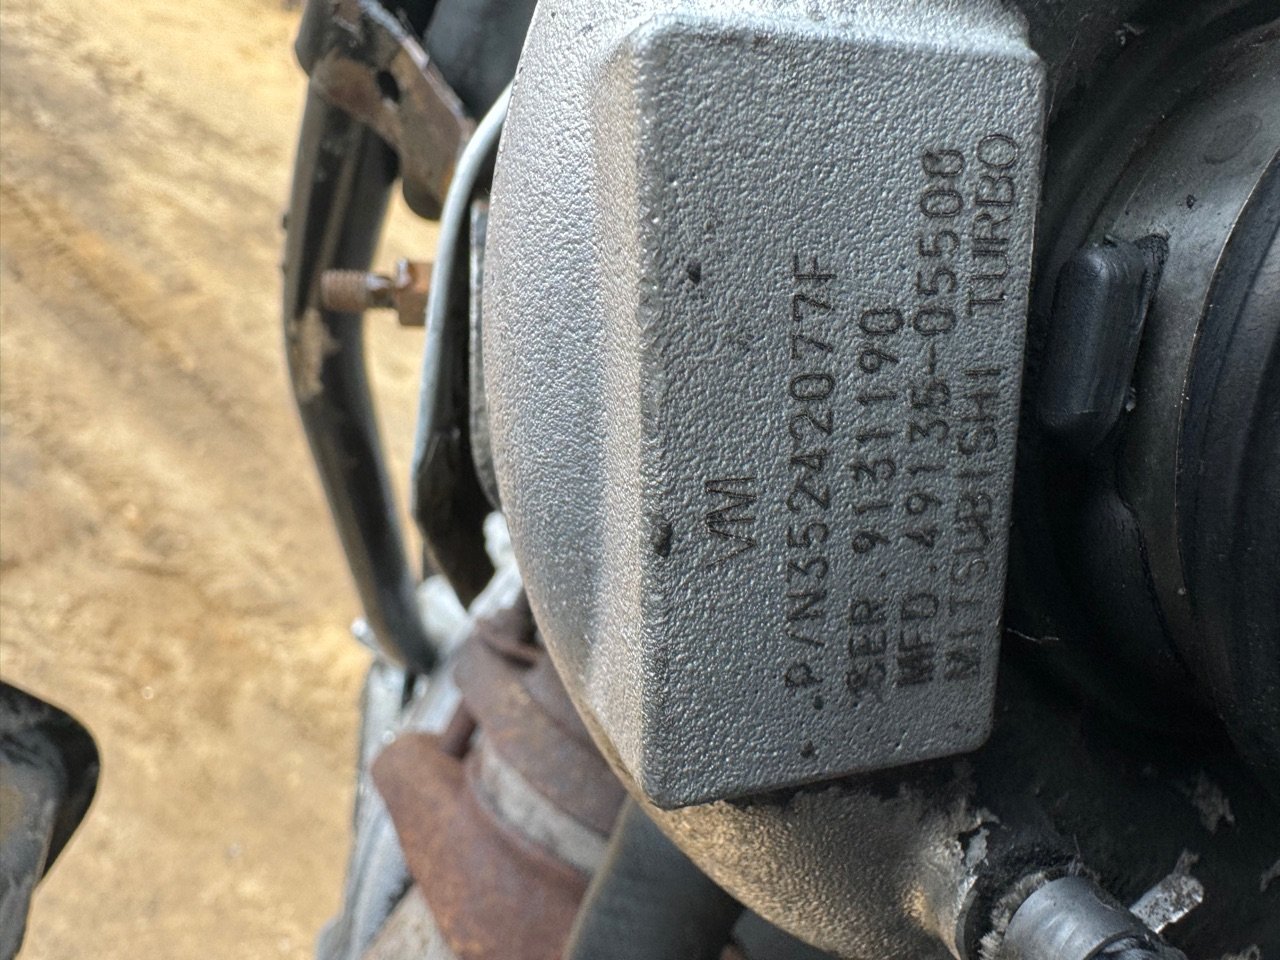 VM
P/N35242077F
SER.9131190
MFD.49135-05500
MITSUBISHI TURBO